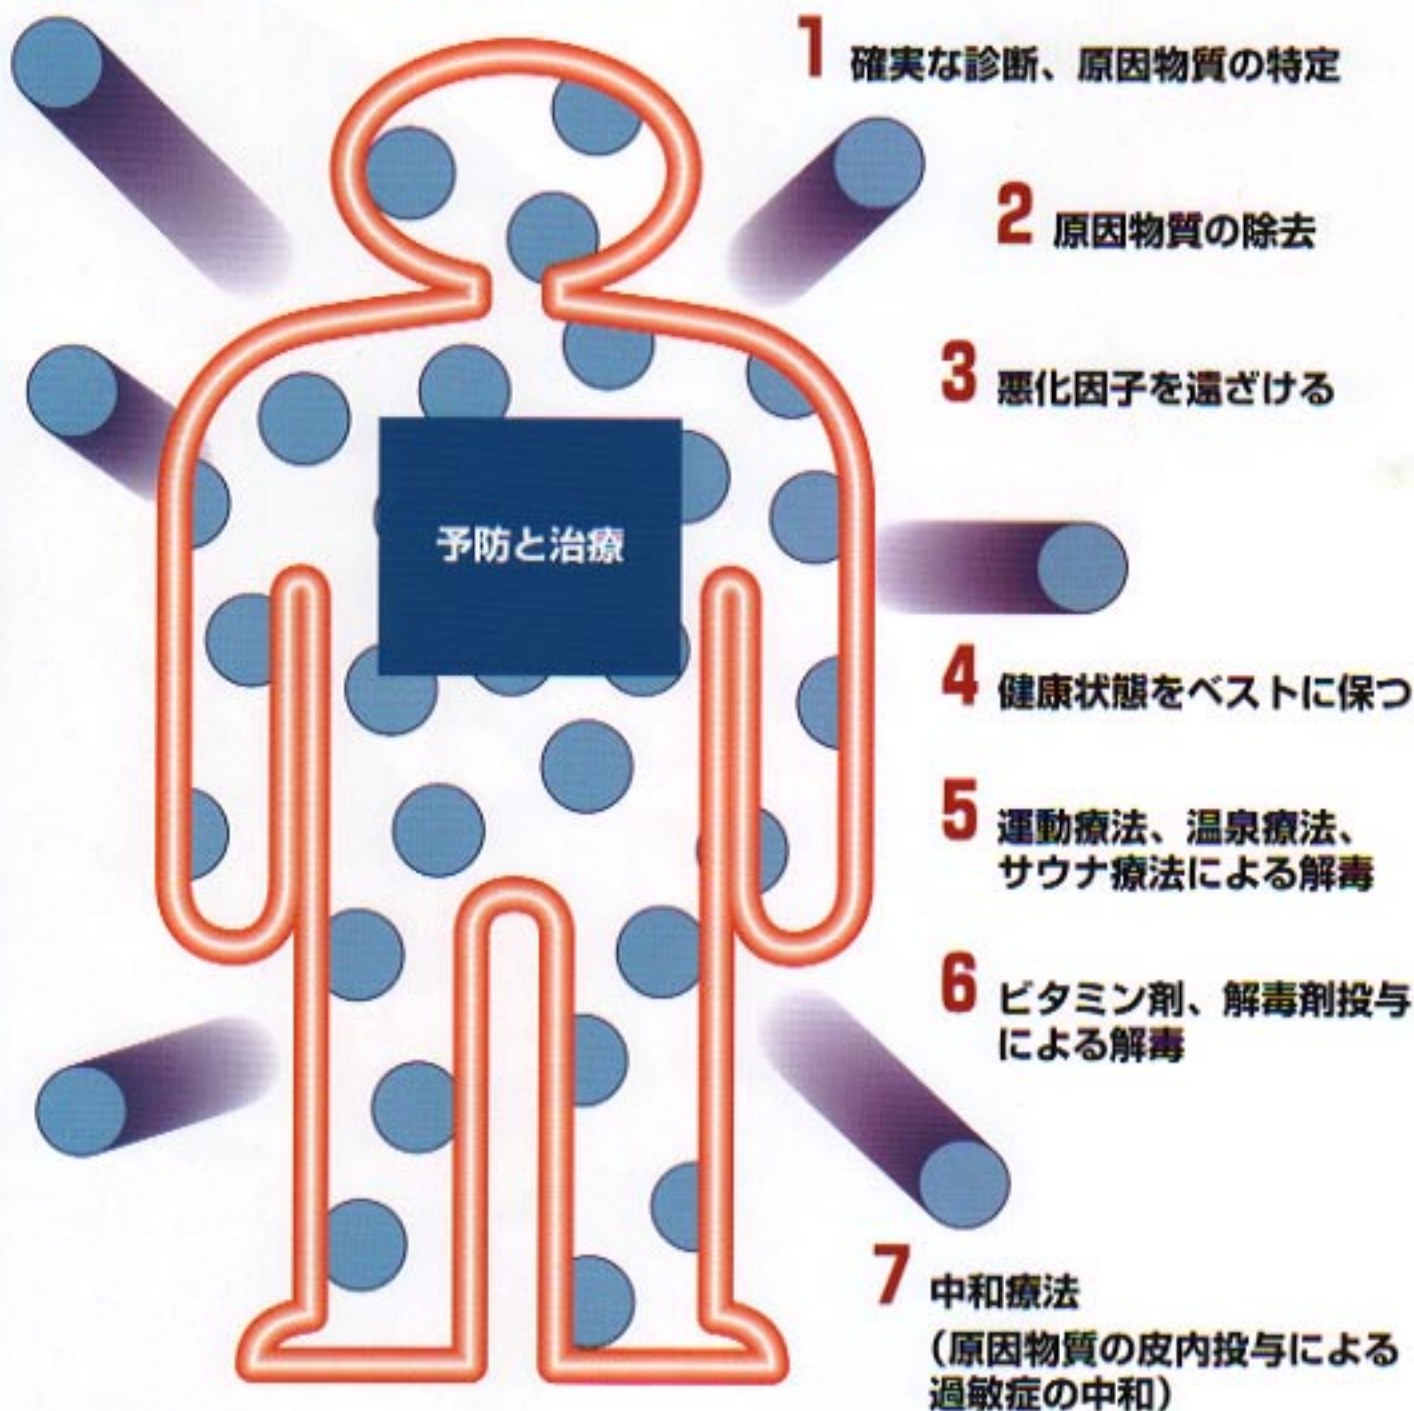 1 確実な診断、原因物質の特定
2 原因物質の除去
3 悪化因子を遠ざける
予防と治療
4 健康状態をベストに保つ
5 運動療法、温泉療法、
サウナ療法による解毒
6 ビタミン剤、解毒剤投与
による解毒
7 中和療法
(原因物質の皮内投与による
過敏症の中和)